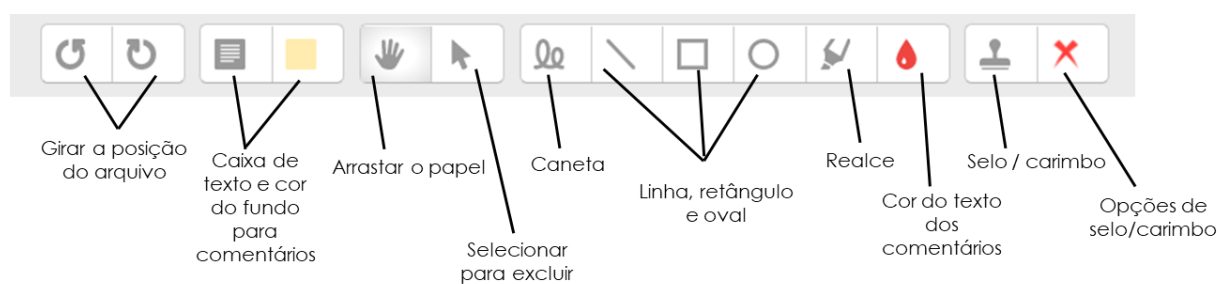 Girar a posição
do arquivo
Caixa de
texto e cor
do fundo
para
comentários
Arrastar o papel
Selecionar
para excluir
Caneta
Linha, retângulo
e oval
Realce
Cor do texto
dos
comentários
Selo / carimbo
Opções de
selo/carimbo